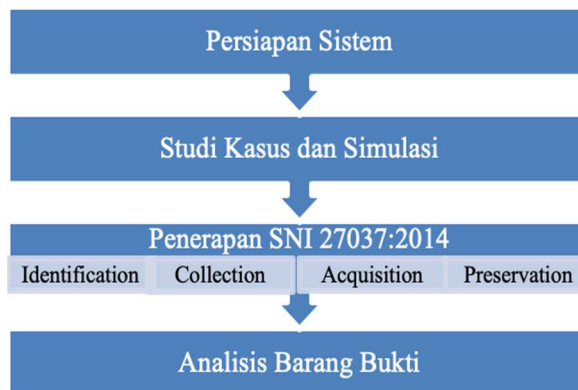 Persiapan Sistem
Studi Kasus dan Simulasi
Penerapan SNI 27037:2014
Identification Collection Acquisition Preservation
Analisis Barang Bukti